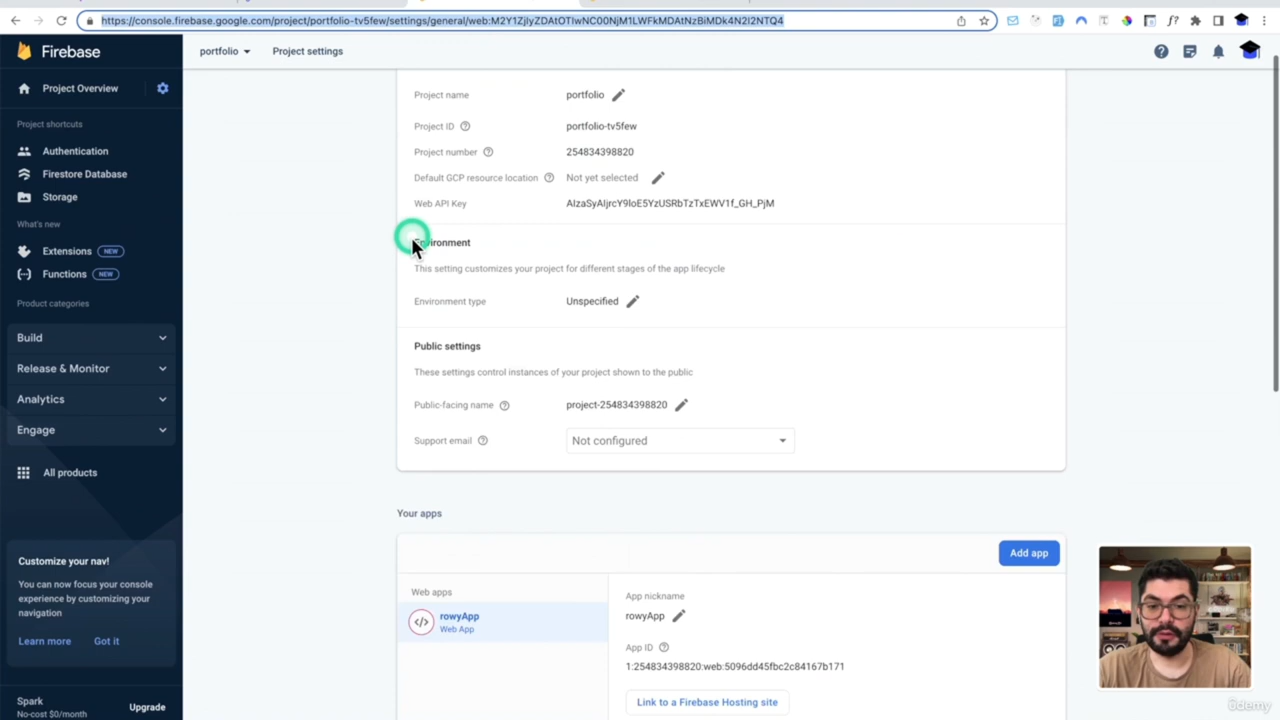 https://console.firebase.google.com/project/portfolio-tv5few/settings/general/web:M2Y1ZjIyZDAtOTIwNC00NjM1LWFkMDAtNzBiMDk4N2I2NTQ4
Firebase
portfolio
Project settings
Project Overview
Project shortcuts
Authentication
Firestore Database
Storage
What's new
Extensions NEW
Functions NEW
Product categories
Build
Release & Monitor
Analytics
Engage
All products
Customize your nav!
You can now focus your console
experience by customizing your
navigation
Learn more Got it
Spark
No-cost $0/month
Upgrade
Project name portfolio
Project ID portfolio-tv5few
Project number 254834398820
Default GCP resource location Not yet selected
Web API Key AIzaSyAIjrcY9IoE5YzUSRbTzTxEWV1f_GH_PjM
Environment
This setting customizes your project for different stages of the app lifecycle
Environment type Unspecified
Public settings
These settings control instances of your project shown to the public
Public-facing name project-254834398820
Support email Not configured
Your apps
Add app
Web apps
rowyApp
Web App
App nickname
rowyApp
App ID
1:254834398820:web:5096dd45fbc2c84167b171
Link to a Firebase Hosting site
ûdemy